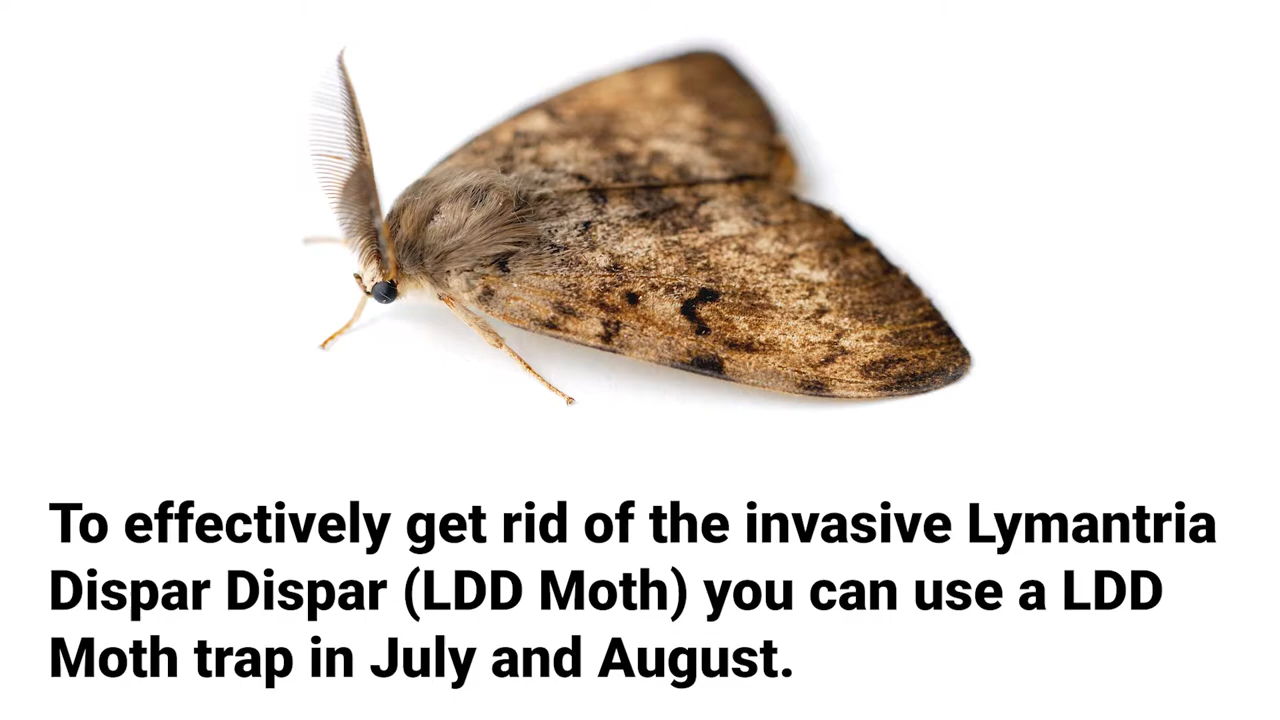 To effectively get rid of the invasive Lymantria
Dispar Dispar (LDD Moth) you can use a LDD
Moth trap in July and August.